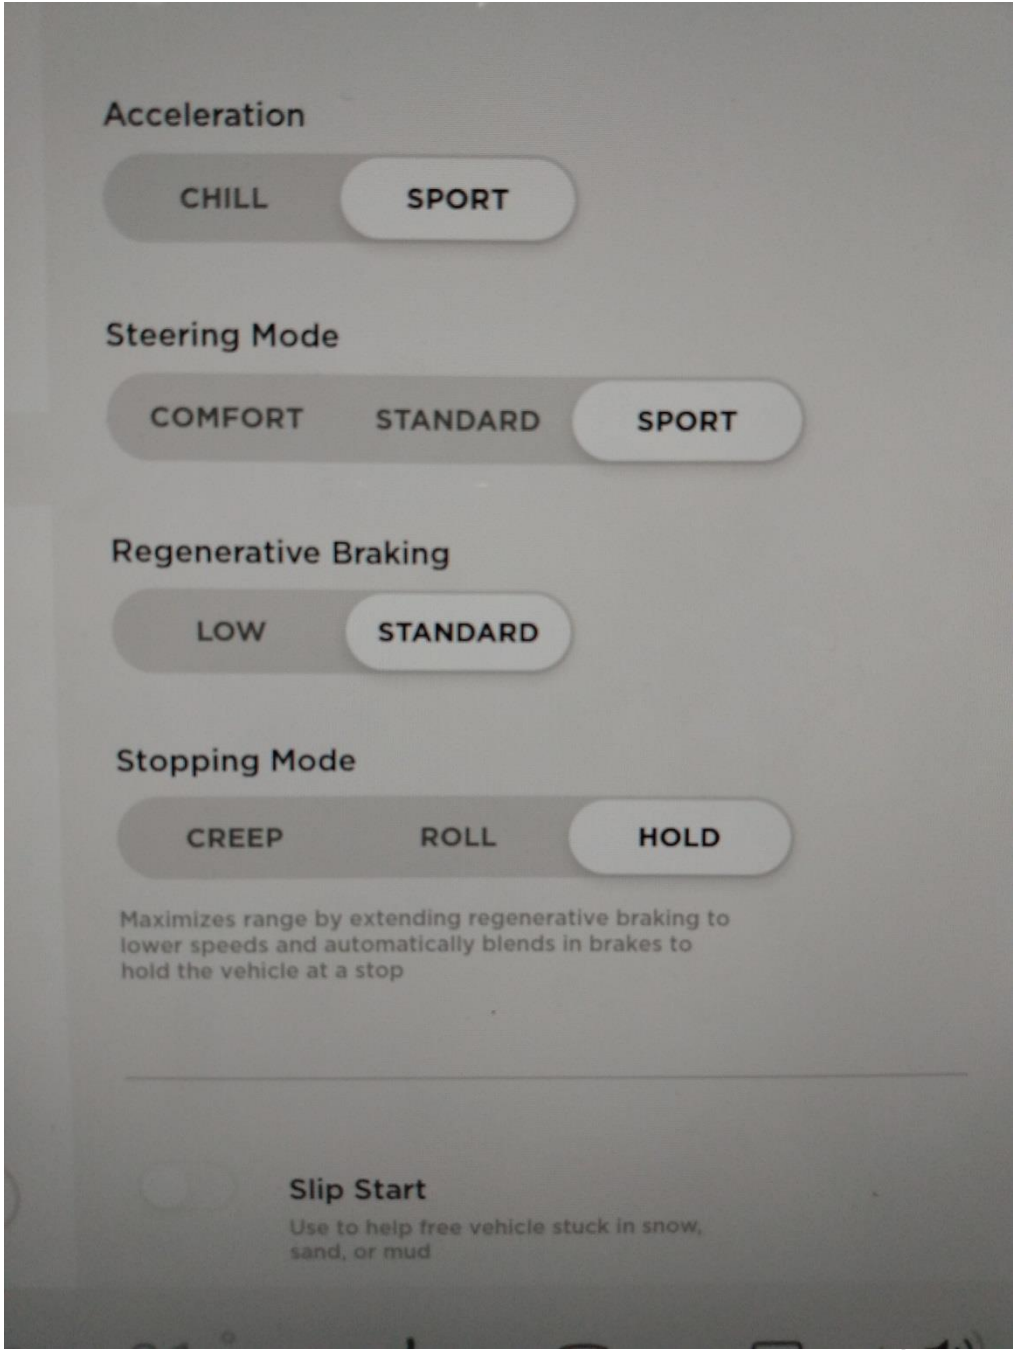 Acceleration
CHILL SPORT
Steering Mode
COMFORT STANDARD SPORT
Regenerative Braking
LOW STANDARD
Stopping Mode
CREEP ROLL HOLD
Maximizes range by extending regenerative braking to
lower speeds and automatically blends in brakes to
hold the vehicle at a stop
Slip Start
Use to help free vehicle stuck in snow,
sand, or mud